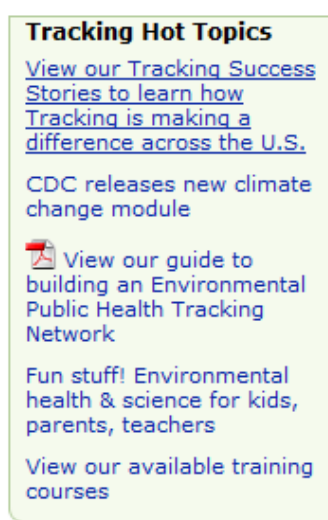 Tracking Hot Topics
View our Tracking Success
Stories to learn how
Tracking is making a
difference across the U.S.
CDC releases new climate
change module
View our guide to
building an Environmental
Public Health Tracking
Network
Fun stuff! Environmental
health & science for kids,
parents, teachers
View our available training
courses